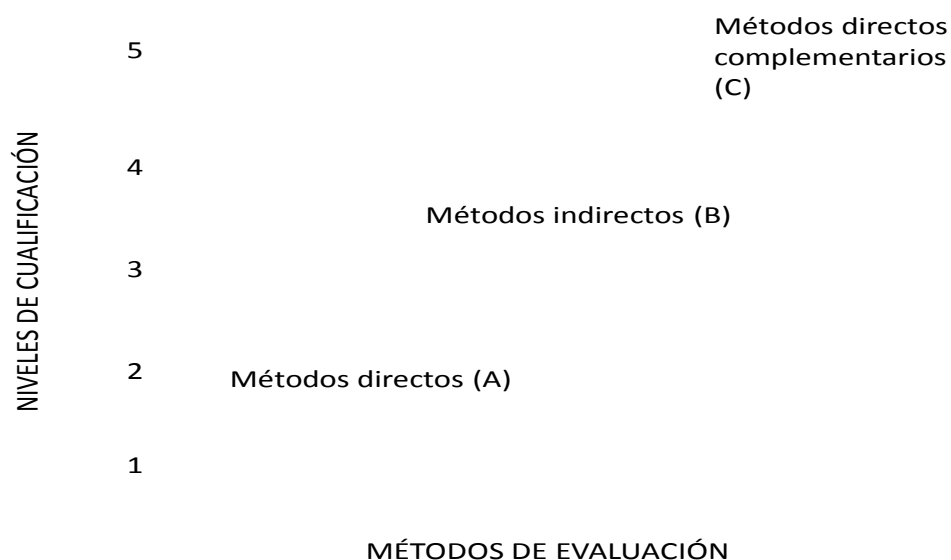 Métodos directos
complementarios
(C)
5
4
Métodos indirectos (B)
3
2
Métodos directos (A)
1
NIVELES DE CUALIFICACIÓN
MÉTODOS DE EVALUACIÓN